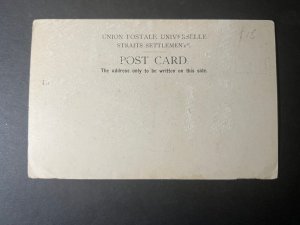 UNION POSTALE UNIVERSELLE
STRAITS SETTLEMENTS.
POST CARD.
The address only to be written on this side.